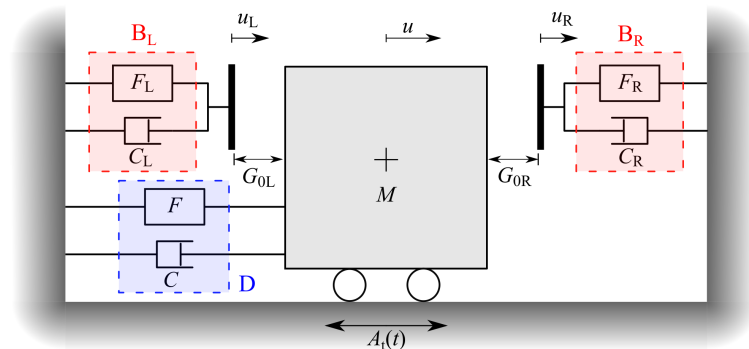 u_L
u
u_R
B_L
B_R
F_L
F_R
C_L
C_R
G_0L
G_0R
M
F
C
D
A_t(t)